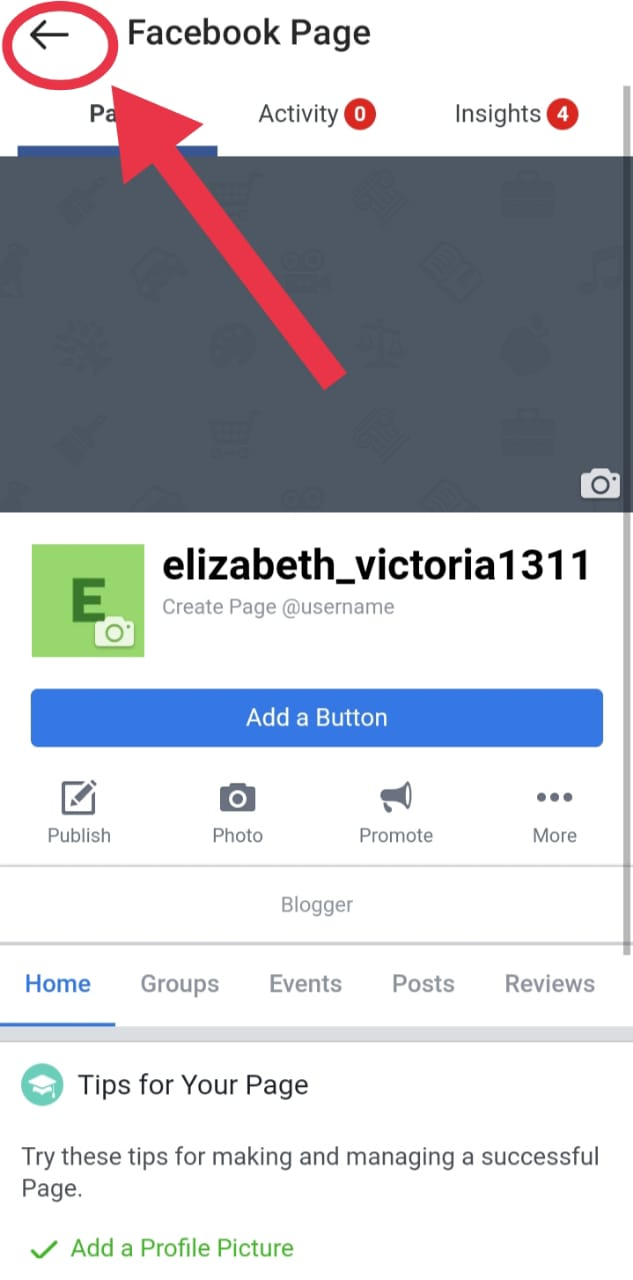 Facebook Page
Pa Activity 0 Insights 4
E
elizabeth_victoria1311
Create Page @username
Add a Button
Publish Photo Promote More
Blogger
Home Groups Events Posts Reviews
Tips for Your Page
Try these tips for making and managing a successful
Page.
Add a Profile Picture